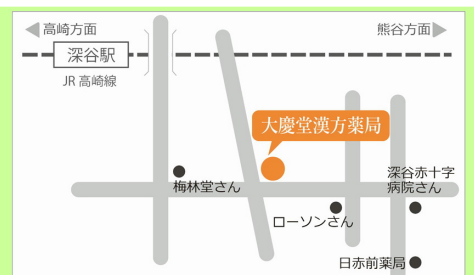 ◀高崎方面
熊谷方面▶
深谷駅
JR 高崎線
大慶堂漢方薬局
深谷赤十字
病院さん
梅林堂さん
ローソンさん
日赤前薬局